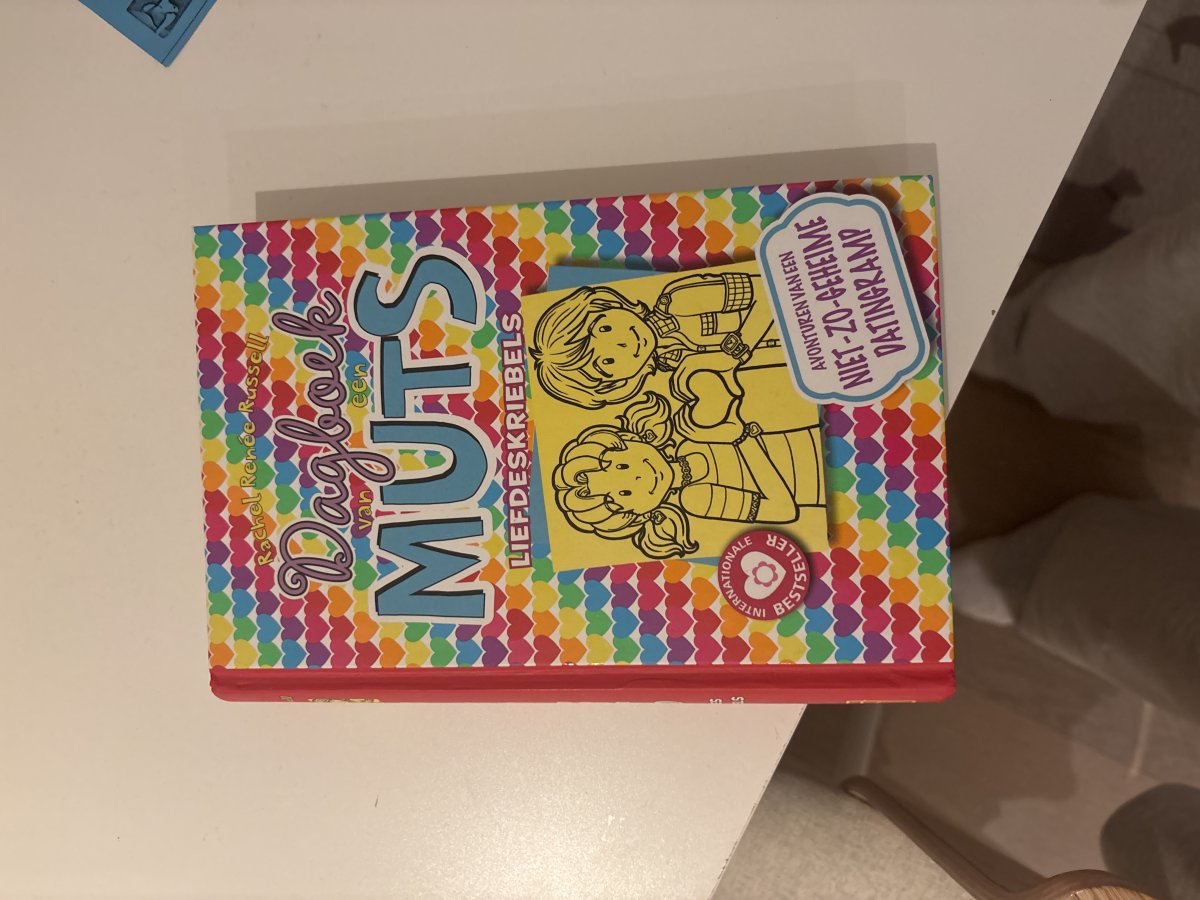 Rachel Renée Russell
Dagboek
van een
MUTS
LIEFDESKRIEBELS
AVONTUREN VAN EEN
NIET-ZO-GEHEIME
DATINGRAMP
INTERNATIONALE
BESTSELLER